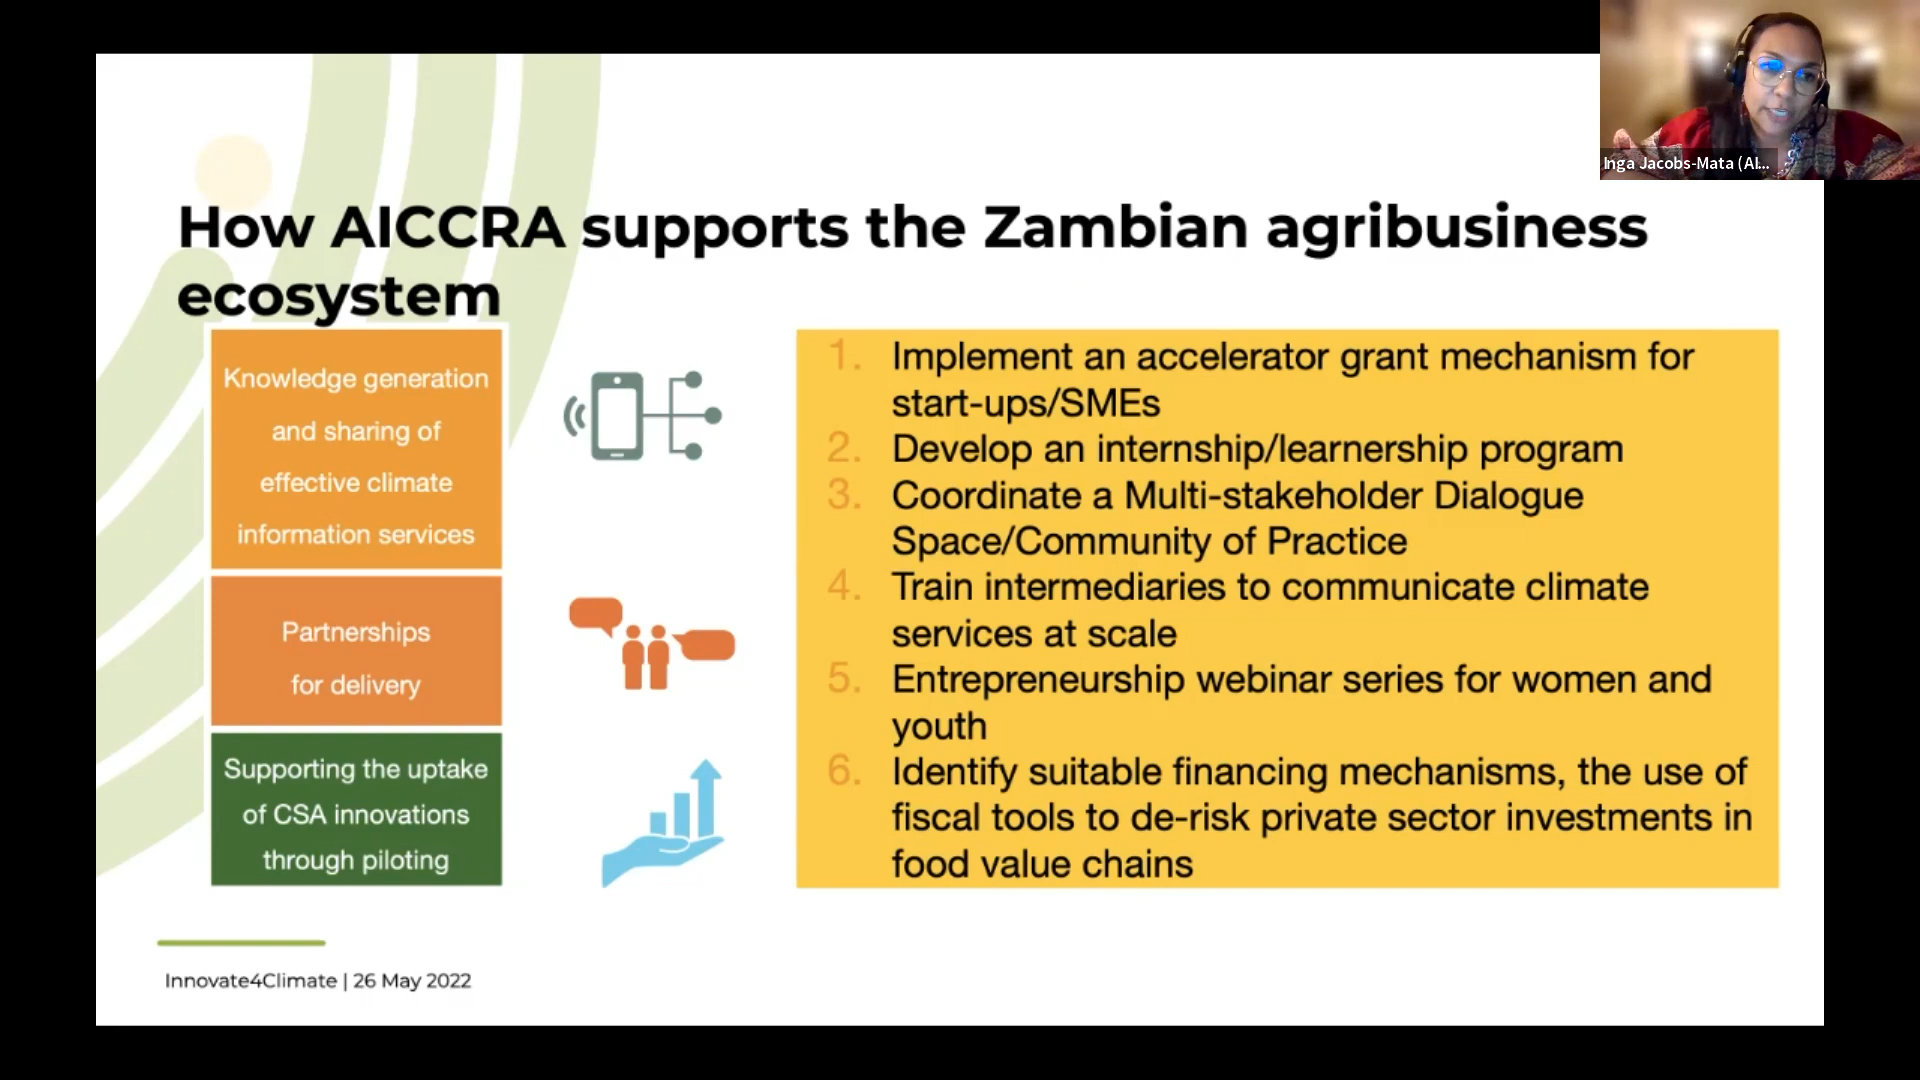 Inga Jacobs-Mata (AI...
How AICCRA supports the Zambian agribusiness
ecosystem
Knowledge generation
and sharing of
effective climate
information services
Partnerships
for delivery
Supporting the uptake
of CSA innovations
through piloting
1. Implement an accelerator grant mechanism for
start-ups/SMEs
2. Develop an internship/learnership program
3. Coordinate a Multi-stakeholder Dialogue
Space/Community of Practice
4. Train intermediaries to communicate climate
services at scale
5. Entrepreneurship webinar series for women and
youth
6. Identify suitable financing mechanisms, the use of
fiscal tools to de-risk private sector investments in
food value chains
Innovate4Climate | 26 May 2022